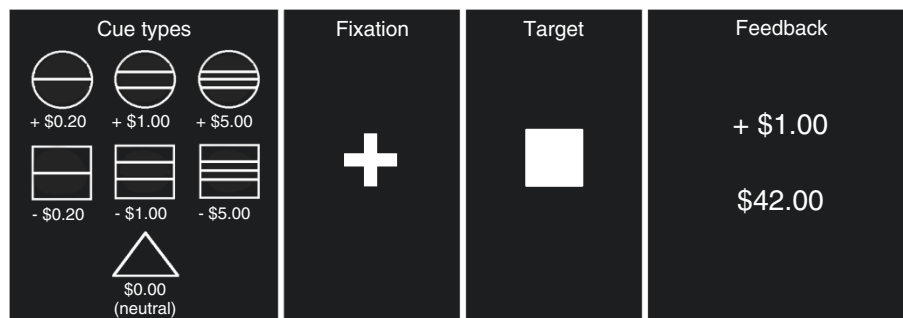 Cue types
+ $0.20 + $1.00 + $5.00
- $0.20 - $1.00 - $5.00
$0.00
(neutral)
Fixation
Target
Feedback
+ $1.00
$42.00